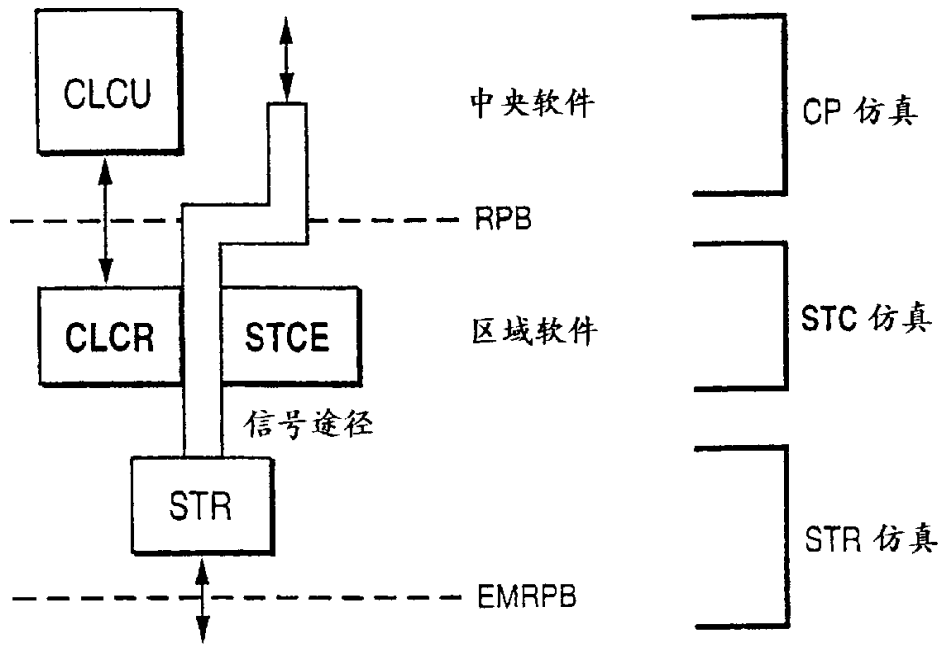 CLCU
中央软件
CP 仿真
RPB
CLCR
STCE
区域软件
STC 仿真
信号途径
STR
STR 仿真
EMRPB